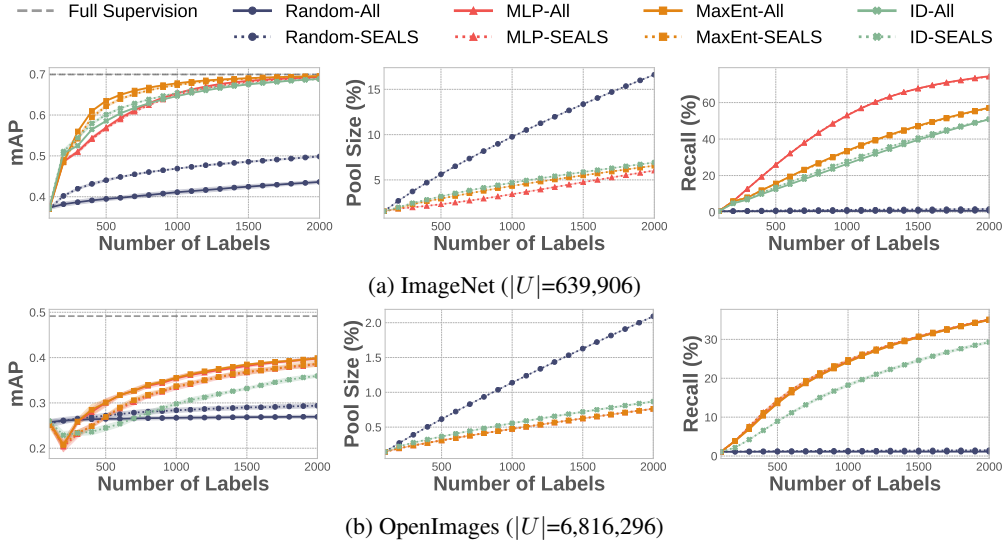 Full Supervision Random-All MLP-All MaxEnt-All ID-All
Random-SEALS MLP-SEALS MaxEnt-SEALS ID-SEALS
mAP
0.7
0.6
0.5
0.4
500 1000 1500 2000
Number of Labels
Pool Size (%)
15
10
5
500 1000 1500 2000
Number of Labels
Recall (%)
60
40
20
0
500 1000 1500 2000
Number of Labels
(a) ImageNet (|U|=639,906)
mAP
0.5
0.4
0.3
0.2
500 1000 1500 2000
Number of Labels
Pool Size (%)
2.0
1.5
1.0
0.5
500 1000 1500 2000
Number of Labels
Recall (%)
30
20
10
0
500 1000 1500 2000
Number of Labels
(b) OpenImages (|U|=6,816,296)